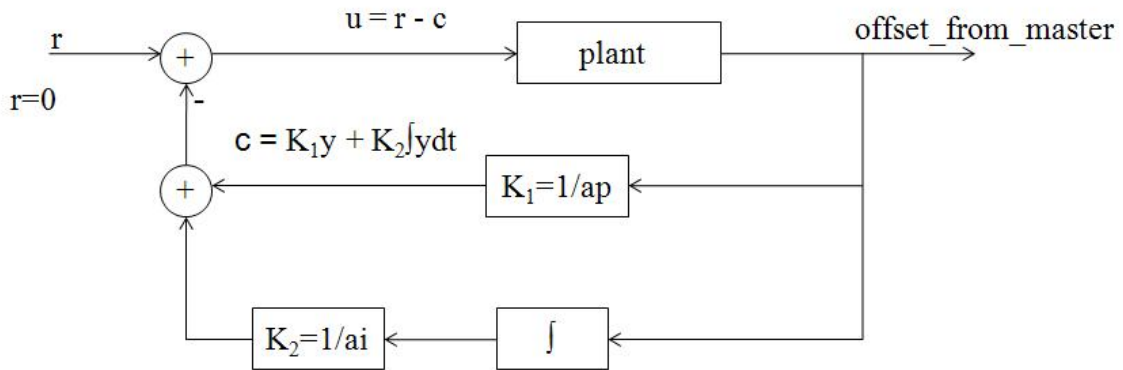 u = r - c
offset_from_master
r
+
plant
r=0
-
c = K₁y + K₂∫ydt
+
K₁=1/ap
K₂=1/ai
∫